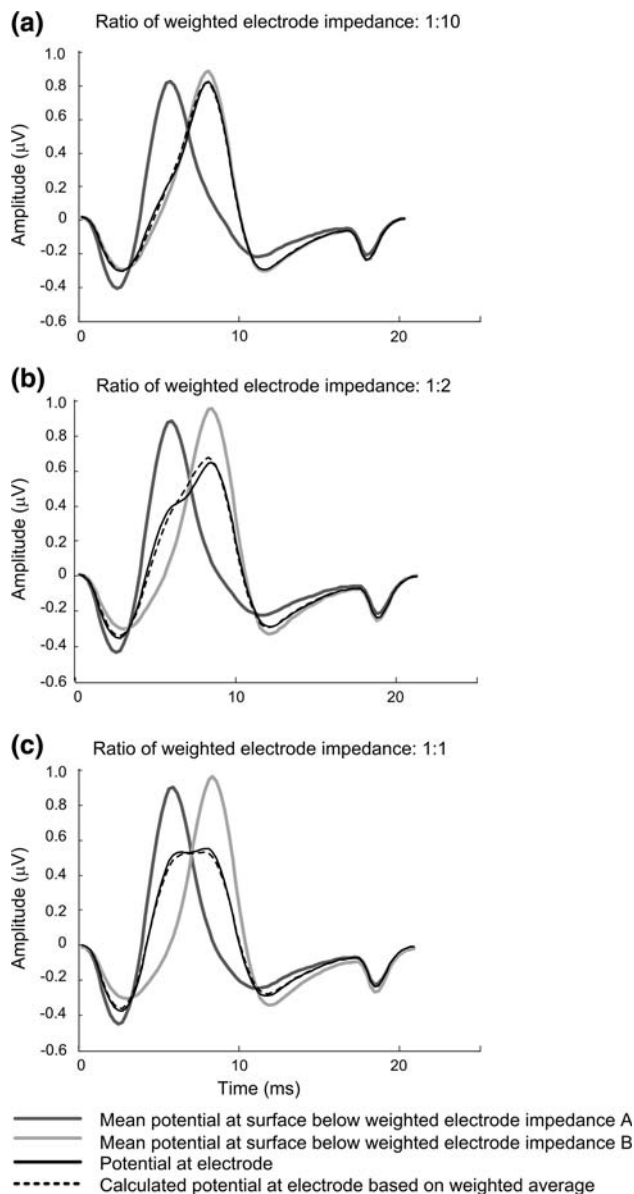 (a)
Ratio of weighted electrode impedance: 1:10
1.0
0.8
0.6
0.4
0.2
0
-0.2
-0.4
-0.6
Amplitude (µV)
0
10
20
(b)
Ratio of weighted electrode impedance: 1:2
1.0
0.8
0.6
0.4
0.2
0
-0.2
-0.4
-0.6
Amplitude (µV)
0
10
20
(c)
Ratio of weighted electrode impedance: 1:1
1.0
0.8
0.6
0.4
0.2
0
-0.2
-0.4
-0.6
Amplitude (µV)
0
10
20
Time (ms)
Mean potential at surface below weighted electrode impedance A
Mean potential at surface below weighted electrode impedance B
Potential at electrode
Calculated potential at electrode based on weighted average